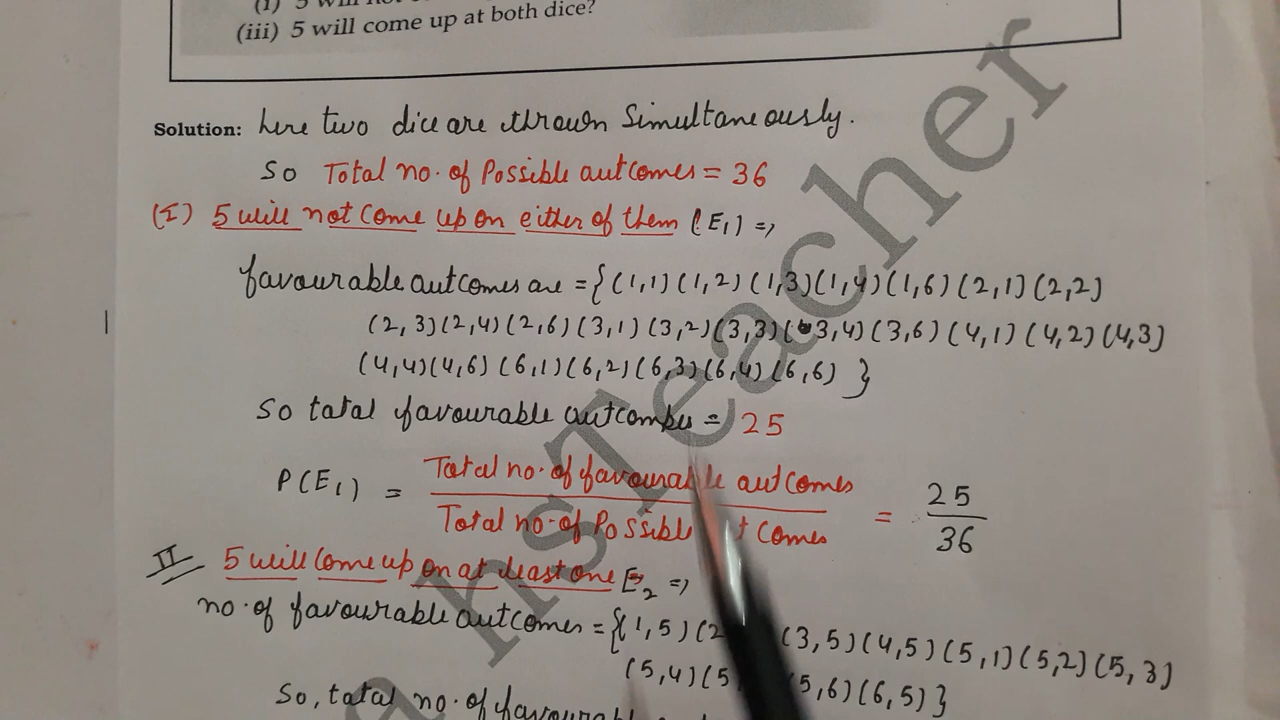 (i) 5 will not
(iii) 5 will come up at both dice?
Solution: here two dice are thrown Simultaneously.
So Total no. of Possible outcomes = 36
(I) 5 will not Come up on either of them (E1) =>
favourable outcomes are = {(1,1) (1,2) (1,3) (1,4) (1,6) (2,1) (2,2)
(2,3) (2,4) (2,6) (3,1) (3,2) (3,3) (3,4) (3,6) (4,1) (4,2) (4,3)
(4,4) (4,6) (6,1) (6,2) (6,3) (6,4) (6,6) }
So total favourable outcomes = 25
P(E1) = Total no. of favourable outcomes / Total no. of Possible comes = 25/36
II 5 will Come up on at least one E2 =>
no. of favourable outcomes = {(1,5) (2 (3,5) (4,5) (5,1) (5,2) (5,3)
(5,4) (5, 5,6) (6,5)}
So, total no. of
hsTeacher